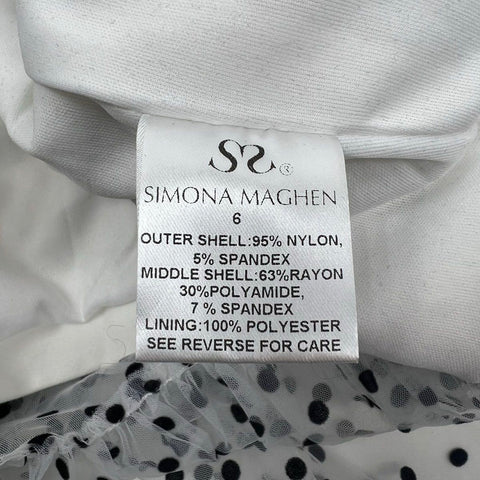 SS®
SIMONA MAGHEN
6
OUTER SHELL:95% NYLON,
5% SPANDEX
MIDDLE SHELL:63%RAYON
30%POLYAMIDE,
7% SPANDEX
LINING:100% POLYESTER
SEE REVERSE FOR CARE